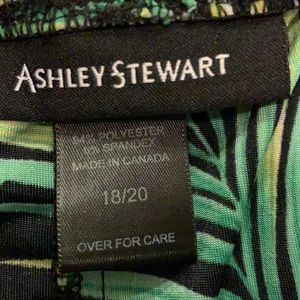 ASHLEY STEWART
94% POLYESTER
6% SPANDEX
MADE IN CANADA
18/20
OVER FOR CARE